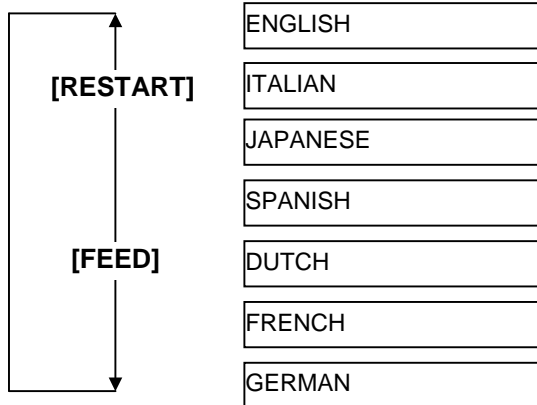 ENGLISH
[RESTART]
ITALIAN
JAPANESE
SPANISH
[FEED]
DUTCH
FRENCH
GERMAN